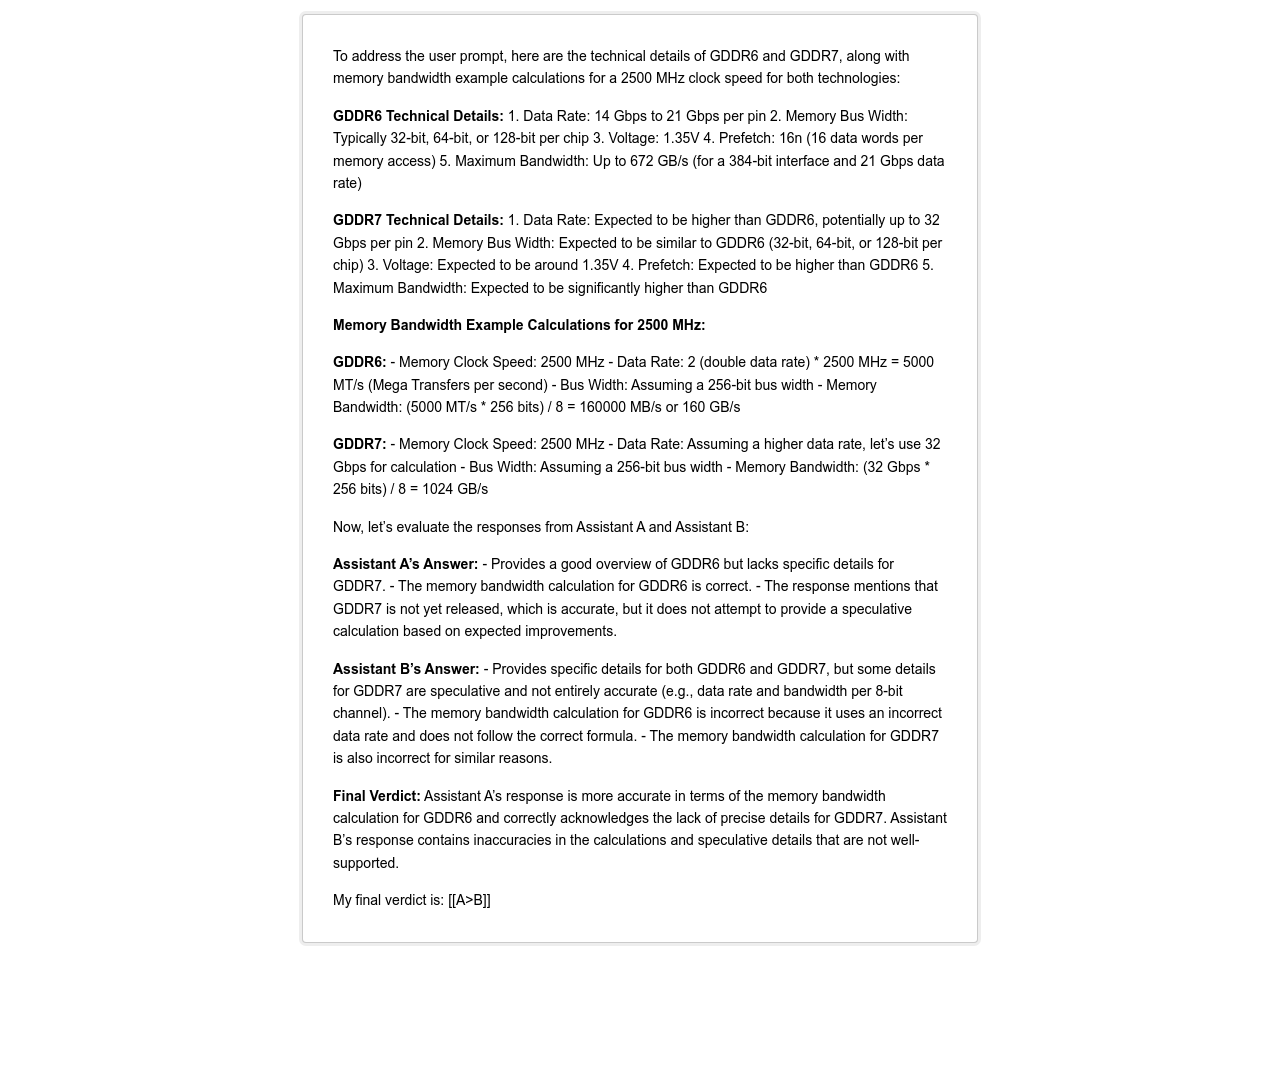 To address the user prompt, here are the technical details of GDDR6 and GDDR7, along with
memory bandwidth example calculations for a 2500 MHz clock speed for both technologies:
GDDR6 Technical Details: 1. Data Rate: 14 Gbps to 21 Gbps per pin 2. Memory Bus Width:
Typically 32-bit, 64-bit, or 128-bit per chip 3. Voltage: 1.35V 4. Prefetch: 16n (16 data words per
memory access) 5. Maximum Bandwidth: Up to 672 GB/s (for a 384-bit interface and 21 Gbps data
rate)
GDDR7 Technical Details: 1. Data Rate: Expected to be higher than GDDR6, potentially up to 32
Gbps per pin 2. Memory Bus Width: Expected to be similar to GDDR6 (32-bit, 64-bit, or 128-bit per
chip) 3. Voltage: Expected to be around 1.35V 4. Prefetch: Expected to be higher than GDDR6 5.
Maximum Bandwidth: Expected to be significantly higher than GDDR6
Memory Bandwidth Example Calculations for 2500 MHz:
GDDR6: - Memory Clock Speed: 2500 MHz - Data Rate: 2 (double data rate) * 2500 MHz = 5000
MT/s (Mega Transfers per second) - Bus Width: Assuming a 256-bit bus width - Memory
Bandwidth: (5000 MT/s * 256 bits) / 8 = 160000 MB/s or 160 GB/s
GDDR7: - Memory Clock Speed: 2500 MHz - Data Rate: Assuming a higher data rate, let’s use 32
Gbps for calculation - Bus Width: Assuming a 256-bit bus width - Memory Bandwidth: (32 Gbps *
256 bits) / 8 = 1024 GB/s
Now, let’s evaluate the responses from Assistant A and Assistant B:
Assistant A’s Answer: - Provides a good overview of GDDR6 but lacks specific details for
GDDR7. - The memory bandwidth calculation for GDDR6 is correct. - The response mentions that
GDDR7 is not yet released, which is accurate, but it does not attempt to provide a speculative
calculation based on expected improvements.
Assistant B’s Answer: - Provides specific details for both GDDR6 and GDDR7, but some details
for GDDR7 are speculative and not entirely accurate (e.g., data rate and bandwidth per 8-bit
channel). - The memory bandwidth calculation for GDDR6 is incorrect because it uses an incorrect
data rate and does not follow the correct formula. - The memory bandwidth calculation for GDDR7
is also incorrect for similar reasons.
Final Verdict: Assistant A’s response is more accurate in terms of the memory bandwidth
calculation for GDDR6 and correctly acknowledges the lack of precise details for GDDR7. Assistant
B’s response contains inaccuracies in the calculations and speculative details that are not well-
supported.
My final verdict is: [[A>B]]